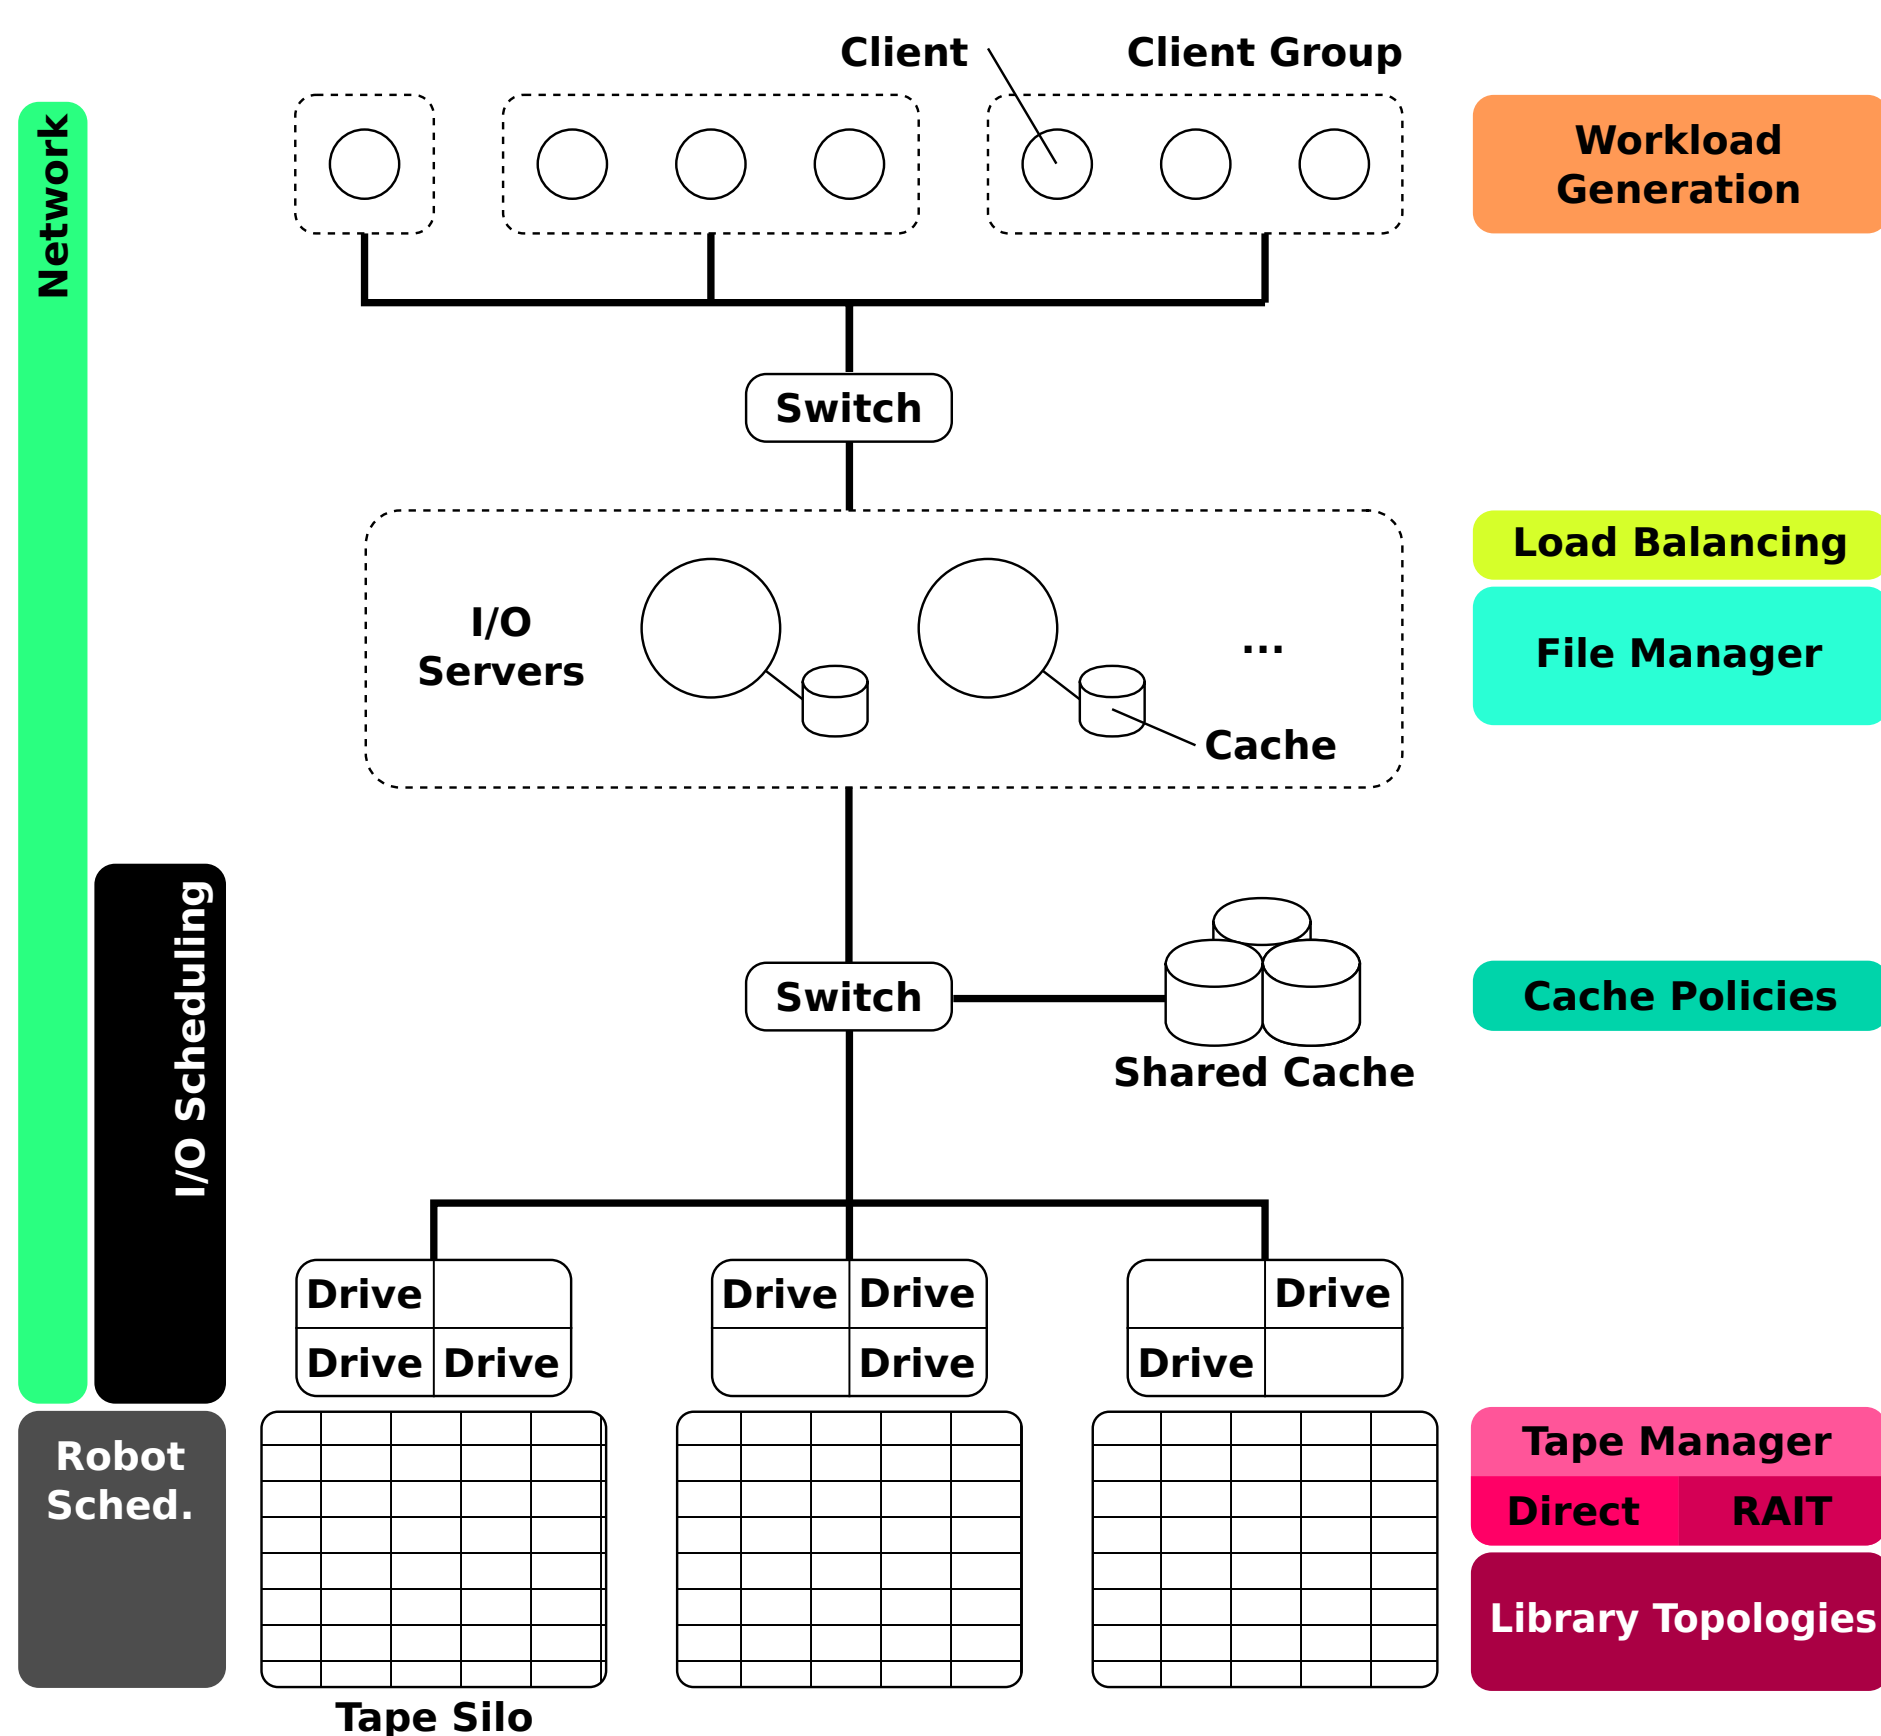 Client
Client Group
Network
Workload
Generation
Switch
Load Balancing
I/O
Servers
...
File Manager
Cache
I/O Scheduling
Switch
Shared Cache
Cache Policies
Drive
Drive Drive
Drive Drive
Drive
Drive
Drive
Robot
Sched.
Tape Manager
Direct RAIT
Library Topologies
Tape Silo